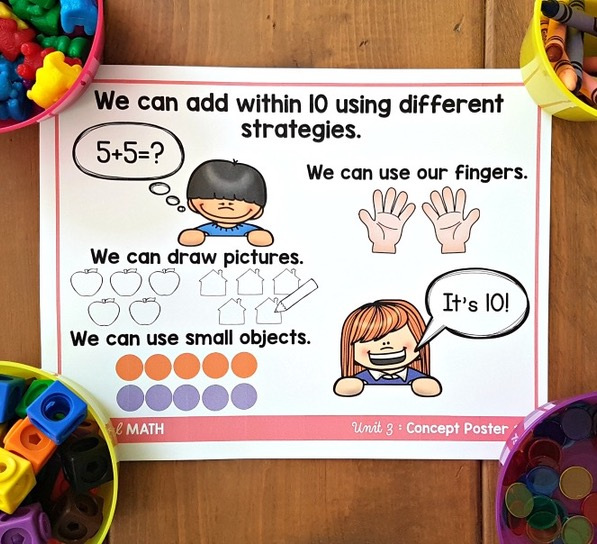 We can add within 10 using different
strategies.
5+5=?
We can use our fingers.
We can draw pictures.
It's 10!
We can use small objects.
MATH
Unit 3 : Concept Poster